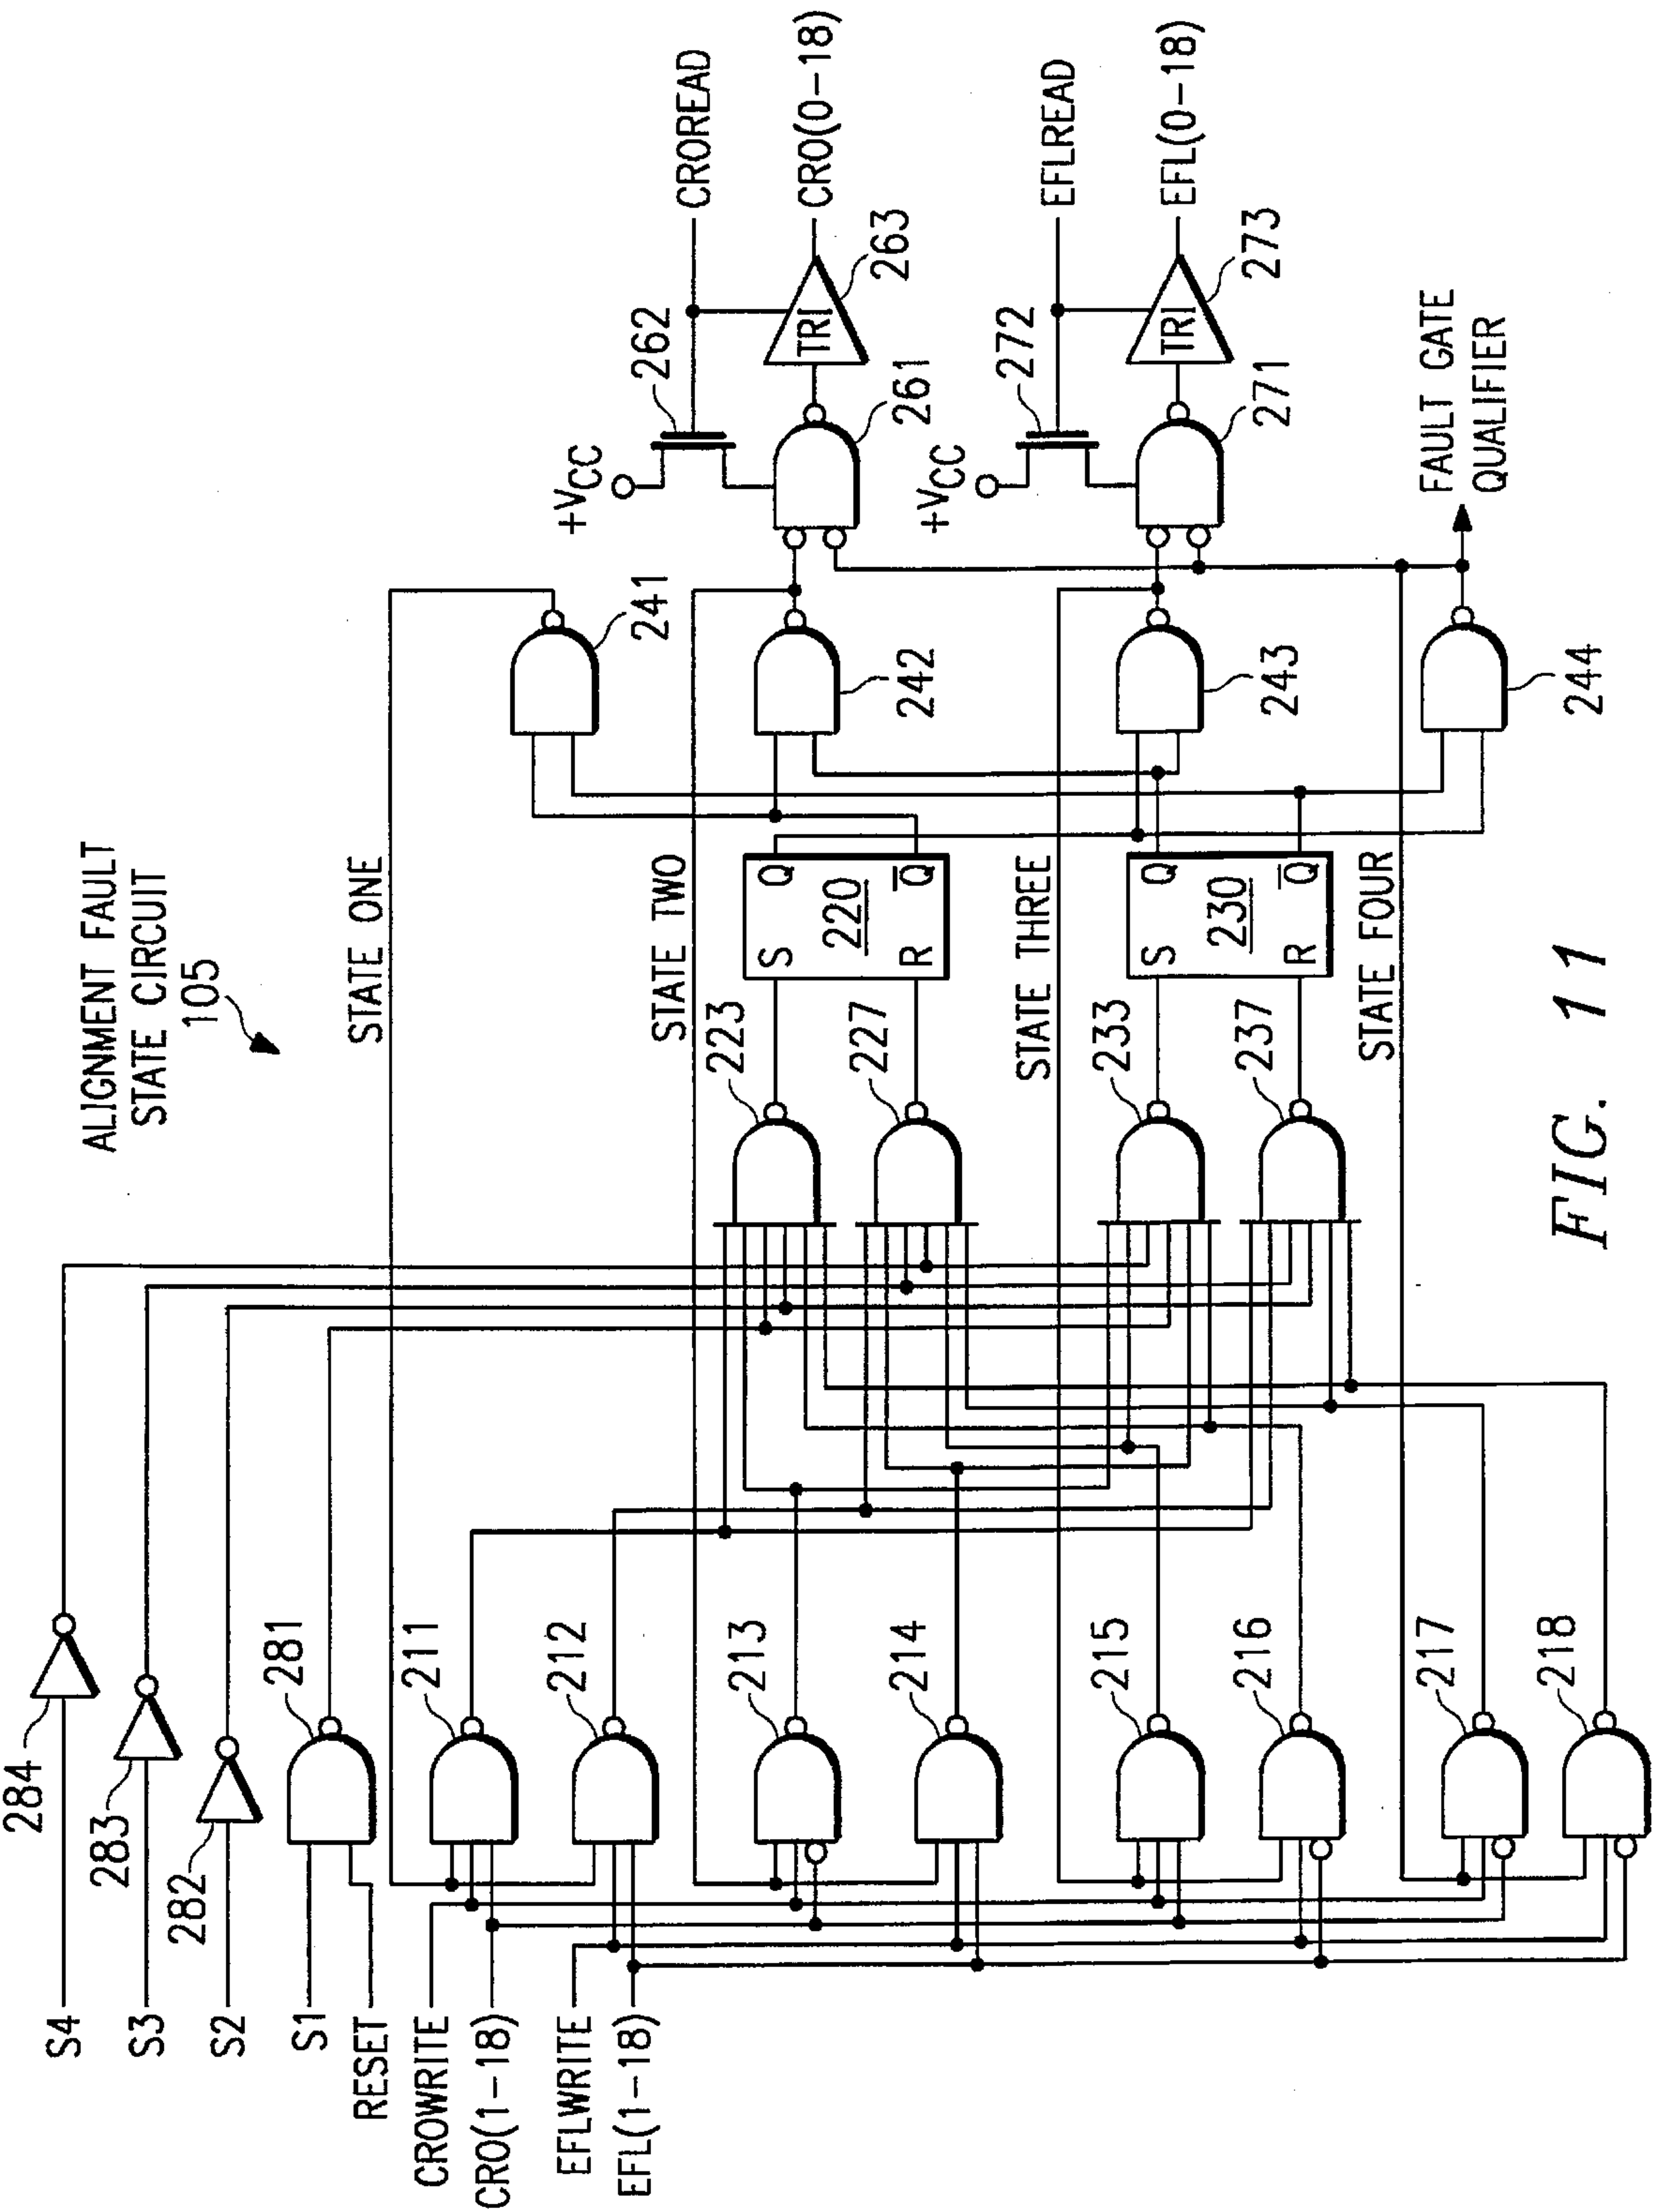 ALIGNMENT FAULT
STATE CIRCUIT
105
S4
S3
S2
S1
RESET
CROWRITE
CRO(1-18)
EFLWRITE
EFL(1-18)
284
283
282
281
211
212
213
214
215
216
217
218
STATE ONE
STATE TWO
STATE THREE
STATE FOUR
223
227
233
237
S
Q
220
R
Q̅
S
Q
230
R
Q̅
241
242
243
244
+VCC
262
CROREAD
261
TRI
263
CRO(0-18)
+VCC
272
EFLREAD
271
TRI
273
EFL(0-18)
FAULT GATE
QUALIFIER
FIG. 11